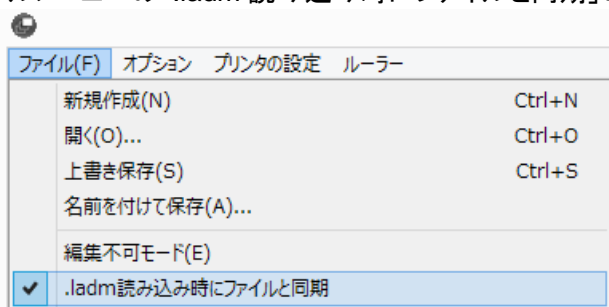 ファイル(F) オプション プリンタの設定 ルーラー
新規作成(N) Ctrl+N
開く(O)... Ctrl+O
上書き保存(S) Ctrl+S
名前を付けて保存(A)...
編集不可モード(E)
.ladm読み込み時にファイルと同期